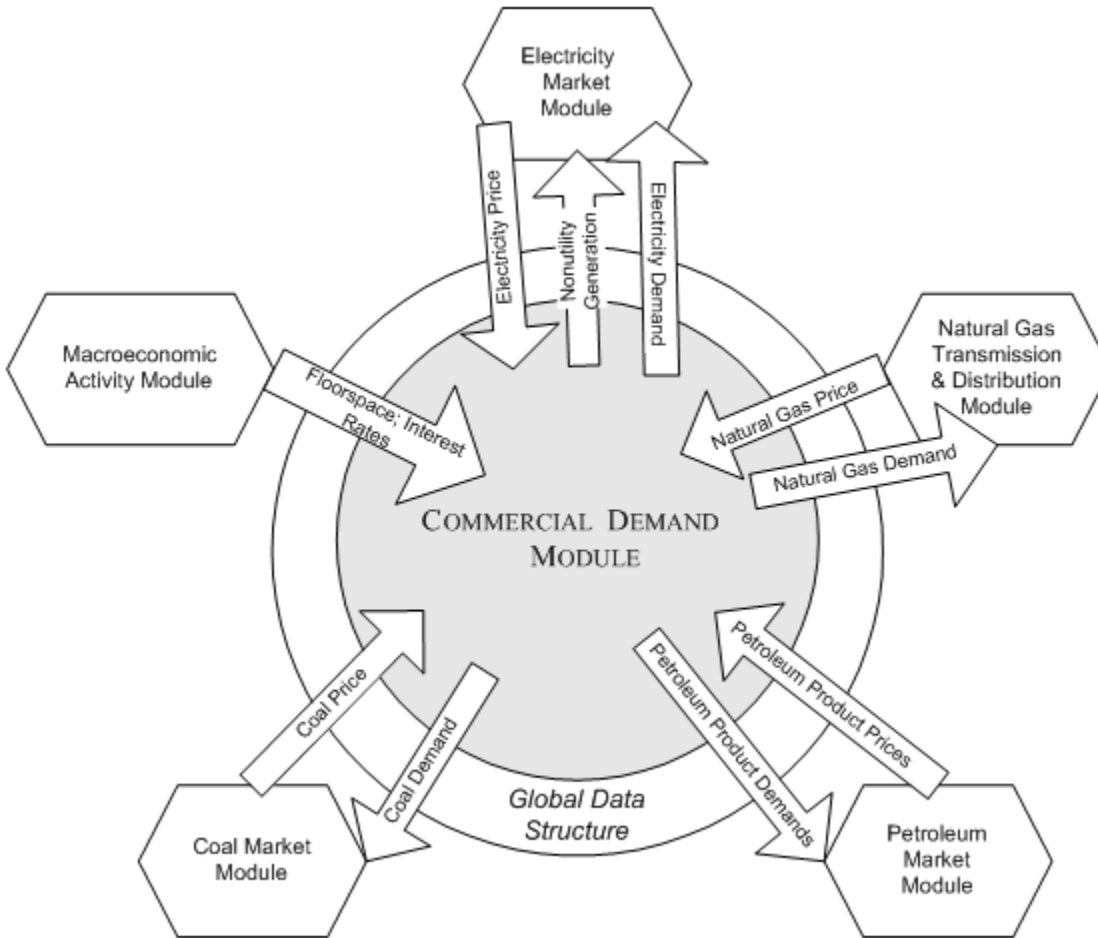 Electricity
Market
Module
Electricity Price
Nonutility
Generation
Electricity Demand
Macroeconomic
Activity Module
Floorspace; Interest
Rates
Natural Gas
Transmission
& Distribution
Module
Natural Gas Price
Natural Gas Demand
COMMERCIAL DEMAND
MODULE
Coal Price
Coal Demand
Petroleum Product Demands
Petroleum Product Prices
Global Data
Structure
Coal Market
Module
Petroleum
Market
Module